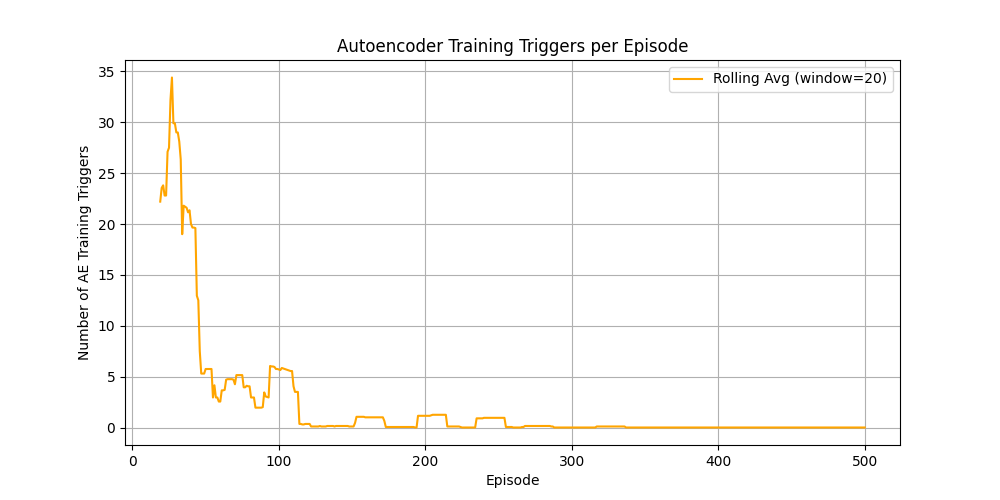 Autoencoder Training Triggers per Episode
Rolling Avg (window=20)
Number of AE Training Triggers
35
30
25
20
15
10
5
0
0 100 200 300 400 500
Episode